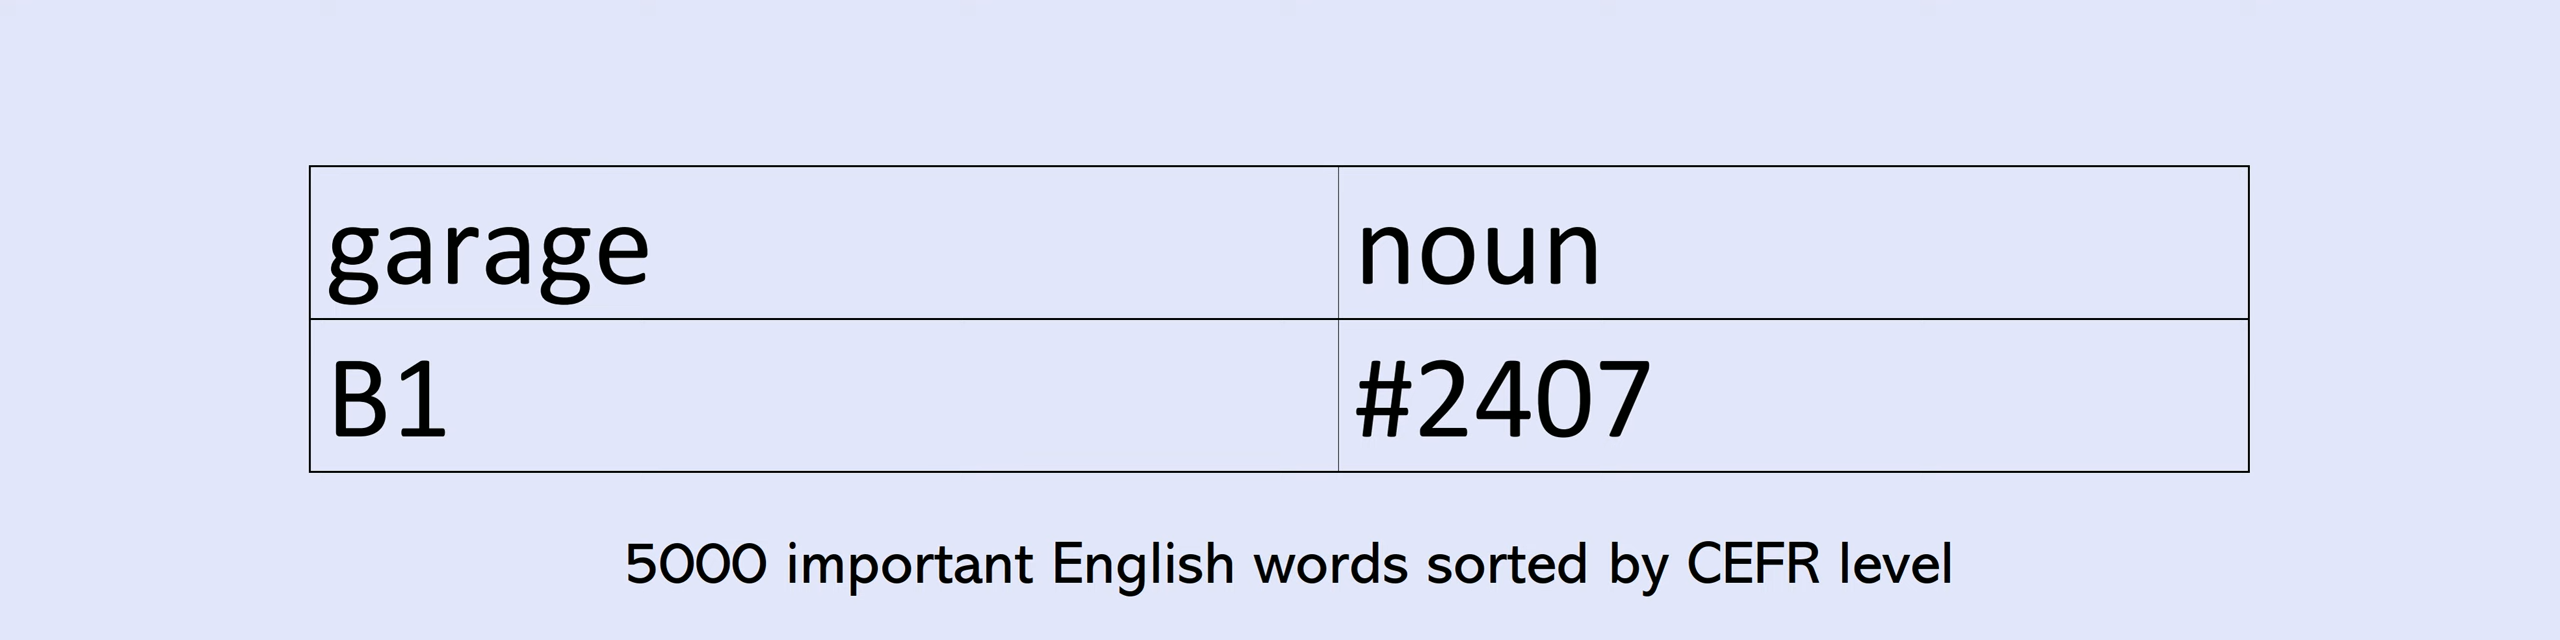 garage noun
B1 #2407
5000 important English words sorted by CEFR level